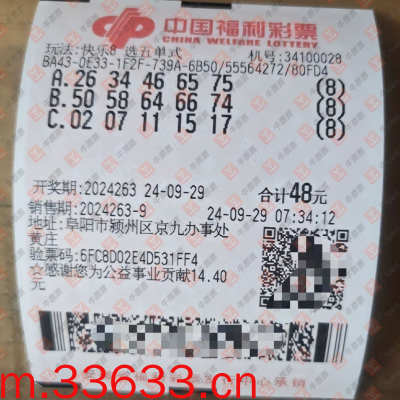 中国福利彩票
CHINA WELFARE LOTTERY
玩法:快乐8 选五单式 机号:34100028
BA43-0E33-1F2F-739A-6B50/55564272/80FD4
A.26 34 46 65 75 (8)
B.50 58 64 66 74 (8)
C.02 07 11 15 17 (8)
开奖期:2024263 24-09-29 合计48元
销售期:2024263-9 24-09-29 07:34:12
地址:阜阳市颍州区京九办事处
黄庄
验票码:6FC8D02E4D531FF4
☆感谢您为公益事业贡献14.40
元
m.33633.cn